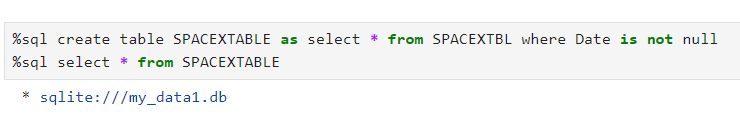 %sql create table SPACEXTABLE as select * from SPACEXTBL where Date is not null
%sql select * from SPACEXTABLE
* sqlite:///my_data1.db